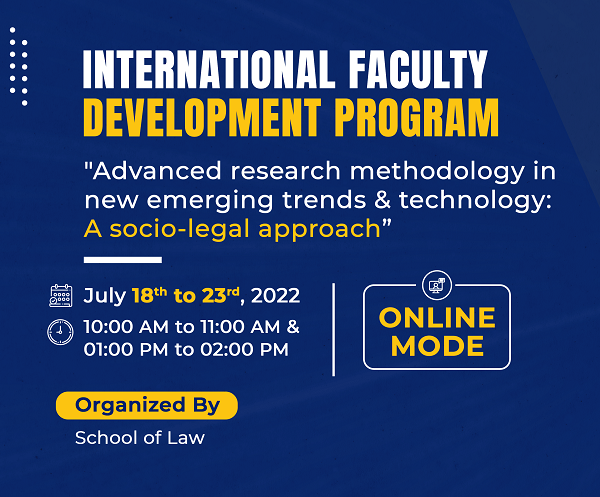 INTERNATIONAL FACULTY
DEVELOPMENT PROGRAM
"Advanced research methodology in
new emerging trends & technology:
A socio-legal approach”
July 18th to 23rd, 2022
10:00 AM to 11:00 AM &
01:00 PM to 02:00 PM
ONLINE
MODE
Organized By
School of Law